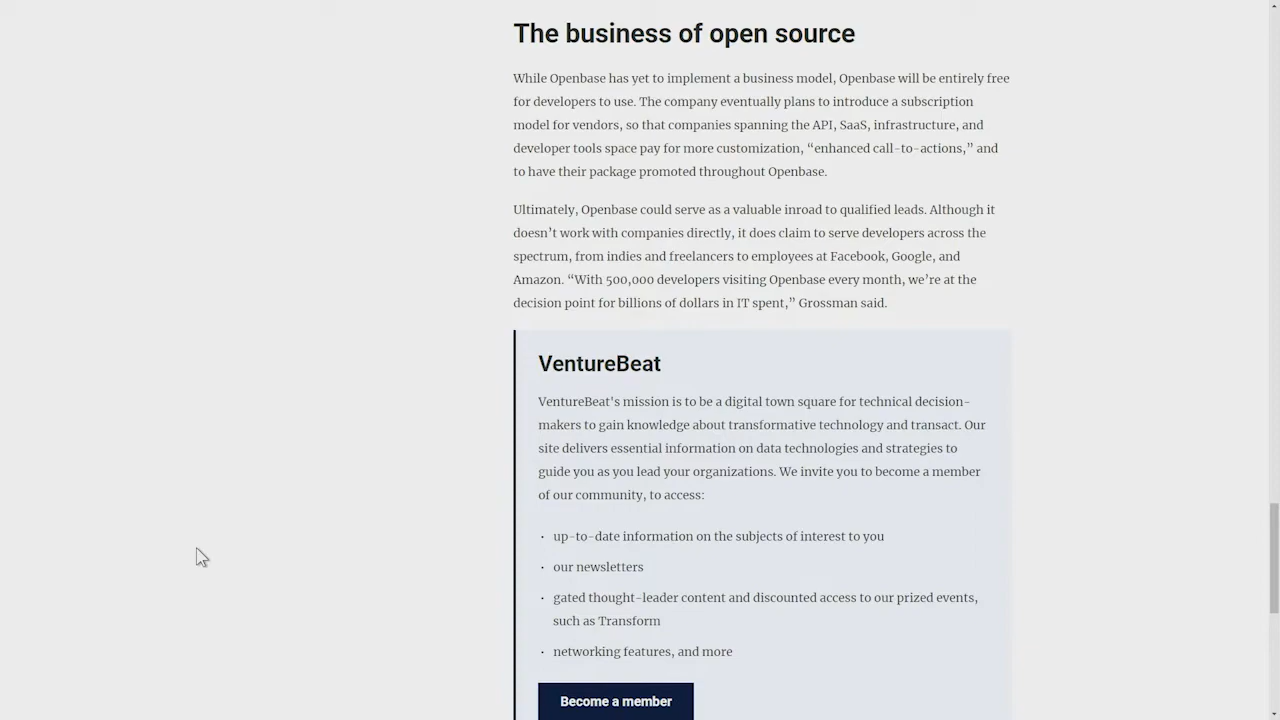 The business of open source
While Openbase has yet to implement a business model, Openbase will be entirely free
for developers to use. The company eventually plans to introduce a subscription
model for vendors, so that companies spanning the API, SaaS, infrastructure, and
developer tools space pay for more customization, “enhanced call-to-actions,” and
to have their package promoted throughout Openbase.
Ultimately, Openbase could serve as a valuable inroad to qualified leads. Although it
doesn’t work with companies directly, it does claim to serve developers across the
spectrum, from indies and freelancers to employees at Facebook, Google, and
Amazon. “With 500,000 developers visiting Openbase every month, we’re at the
decision point for billions of dollars in IT spent,” Grossman said.
VentureBeat
VentureBeat's mission is to be a digital town square for technical decision-
makers to gain knowledge about transformative technology and transact. Our
site delivers essential information on data technologies and strategies to
guide you as you lead your organizations. We invite you to become a member
of our community, to access:
· up-to-date information on the subjects of interest to you
· our newsletters
· gated thought-leader content and discounted access to our prized events,
such as Transform
· networking features, and more
Become a member